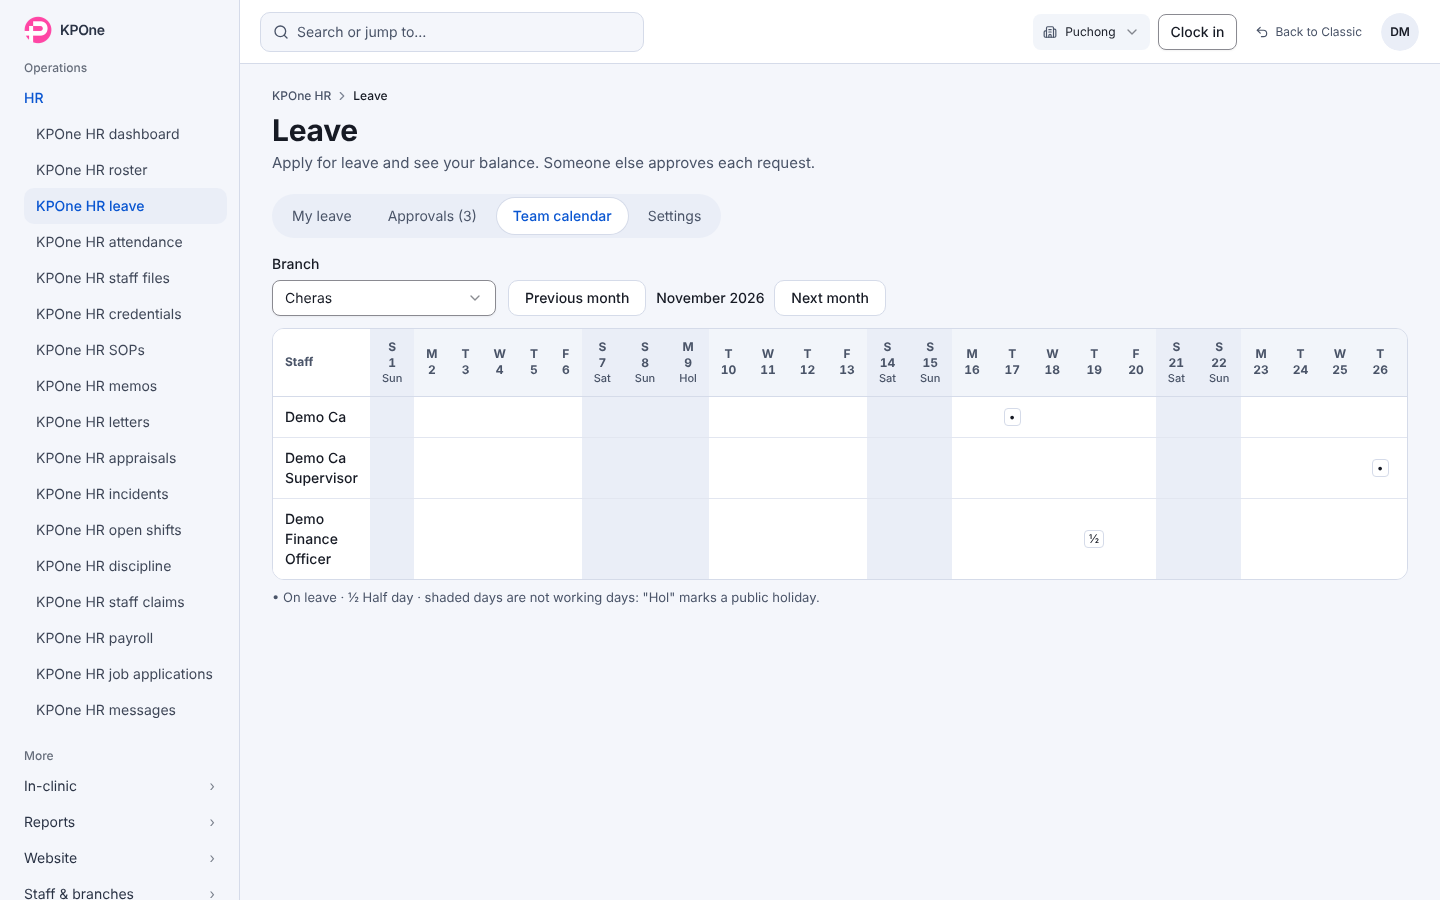 KPOne
Operations
HR
KPOne HR dashboard
KPOne HR roster
KPOne HR leave
KPOne HR attendance
KPOne HR staff files
KPOne HR credentials
KPOne HR SOPs
KPOne HR memos
KPOne HR letters
KPOne HR appraisals
KPOne HR incidents
KPOne HR open shifts
KPOne HR discipline
KPOne HR staff claims
KPOne HR payroll
KPOne HR job applications
KPOne HR messages
More
In-clinic
Reports
Website
Staff & branches
Search or jump to...
Puchong
Clock in
Back to Classic
DM
KPOne HR > Leave
Leave
Apply for leave and see your balance. Someone else approves each request.
My leave
Approvals (3)
Team calendar
Settings
Branch
Cheras
Previous month
November 2026
Next month
Staff
S 1 Sun
M 2
T 3
W 4
T 5
F 6
S 7 Sat
S 8 Sun
M 9 Hol
T 10
W 11
T 12
F 13
S 14 Sat
S 15 Sun
M 16
T 17
W 18
T 19
F 20
S 21 Sat
S 22 Sun
M 23
T 24
W 25
T 26
Demo Ca
•
Demo Ca
Supervisor
•
Demo
Finance
Officer
½
• On leave · ½ Half day · shaded days are not working days: "Hol" marks a public holiday.